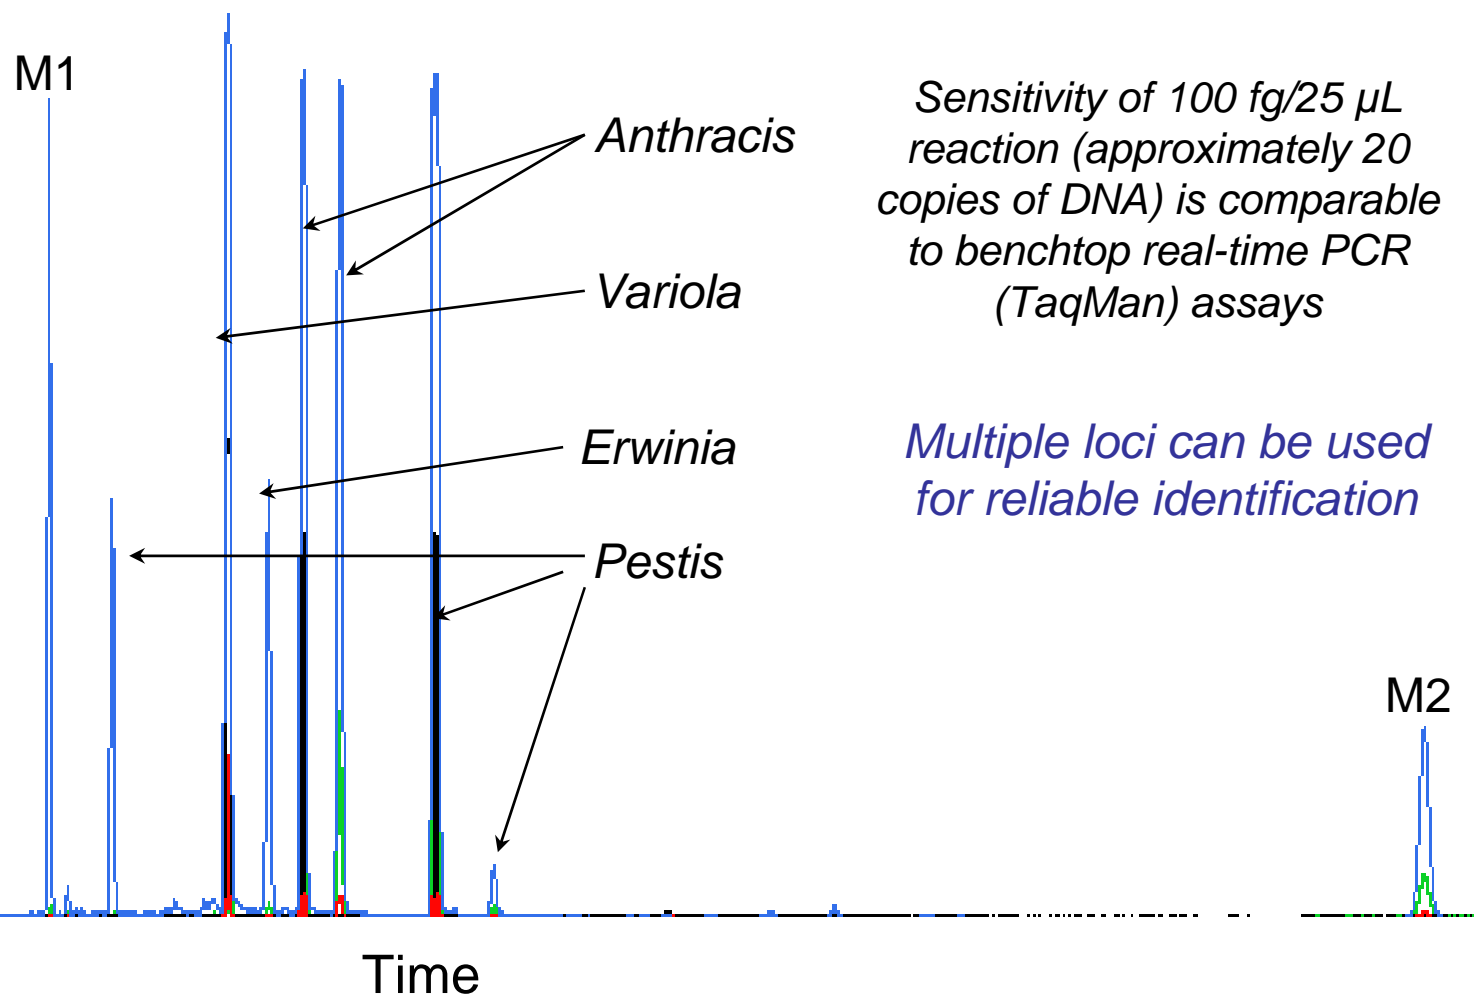 M1
Anthracis
Variola
Erwinia
Pestis
Sensitivity of 100 fg/25 µL
reaction (approximately 20
copies of DNA) is comparable
to benchtop real-time PCR
(TaqMan) assays
Multiple loci can be used
for reliable identification
M2
Time